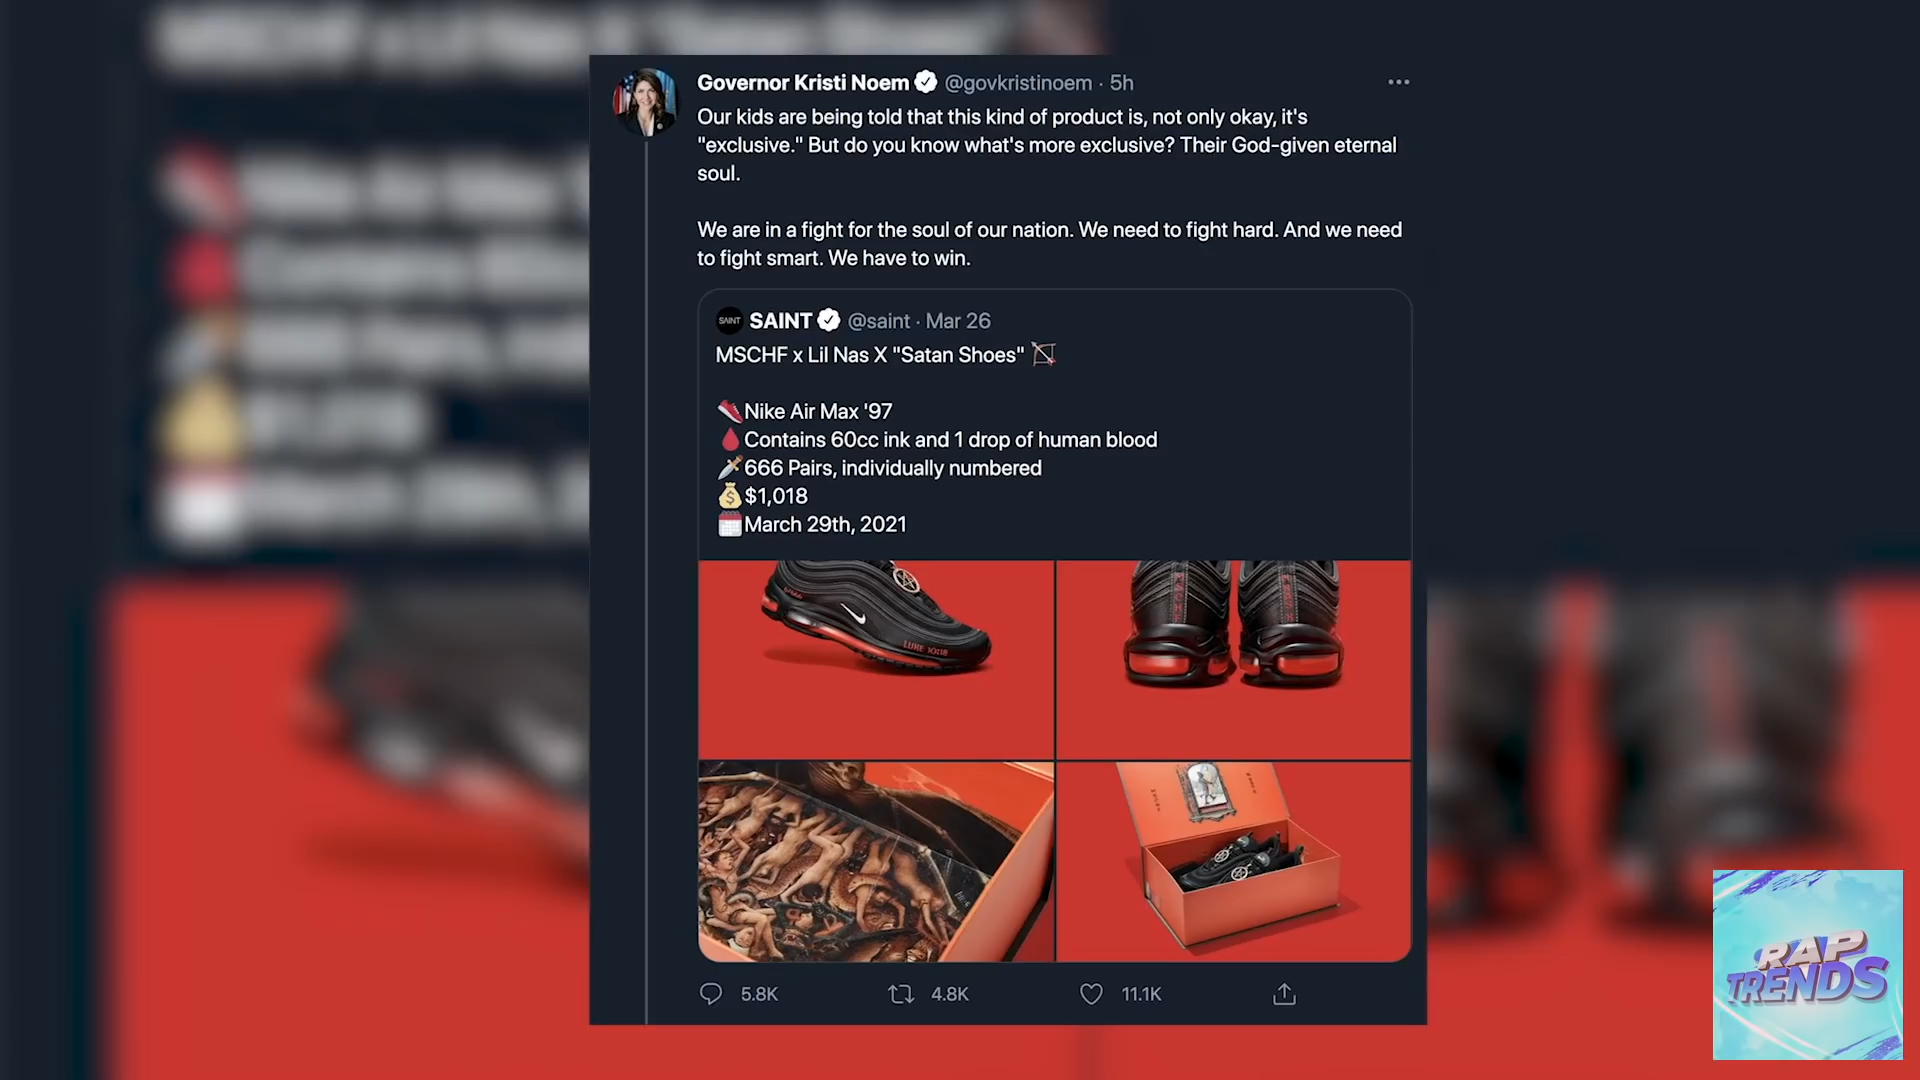 Governor Kristi Noem @govkristinoem · 5h
Our kids are being told that this kind of product is, not only okay, it's
"exclusive." But do you know what's more exclusive? Their God-given eternal
soul.
We are in a fight for the soul of our nation. We need to fight hard. And we need
to fight smart. We have to win.
SAINT
SAINT @saint · Mar 26
MSCHF x Lil Nas X "Satan Shoes"
Nike Air Max '97
Contains 60cc ink and 1 drop of human blood
666 Pairs, individually numbered
$1,018
March 29th, 2021
LUKE 10:18
5.8K
4.8K
11.1K
RAP
TRENDS